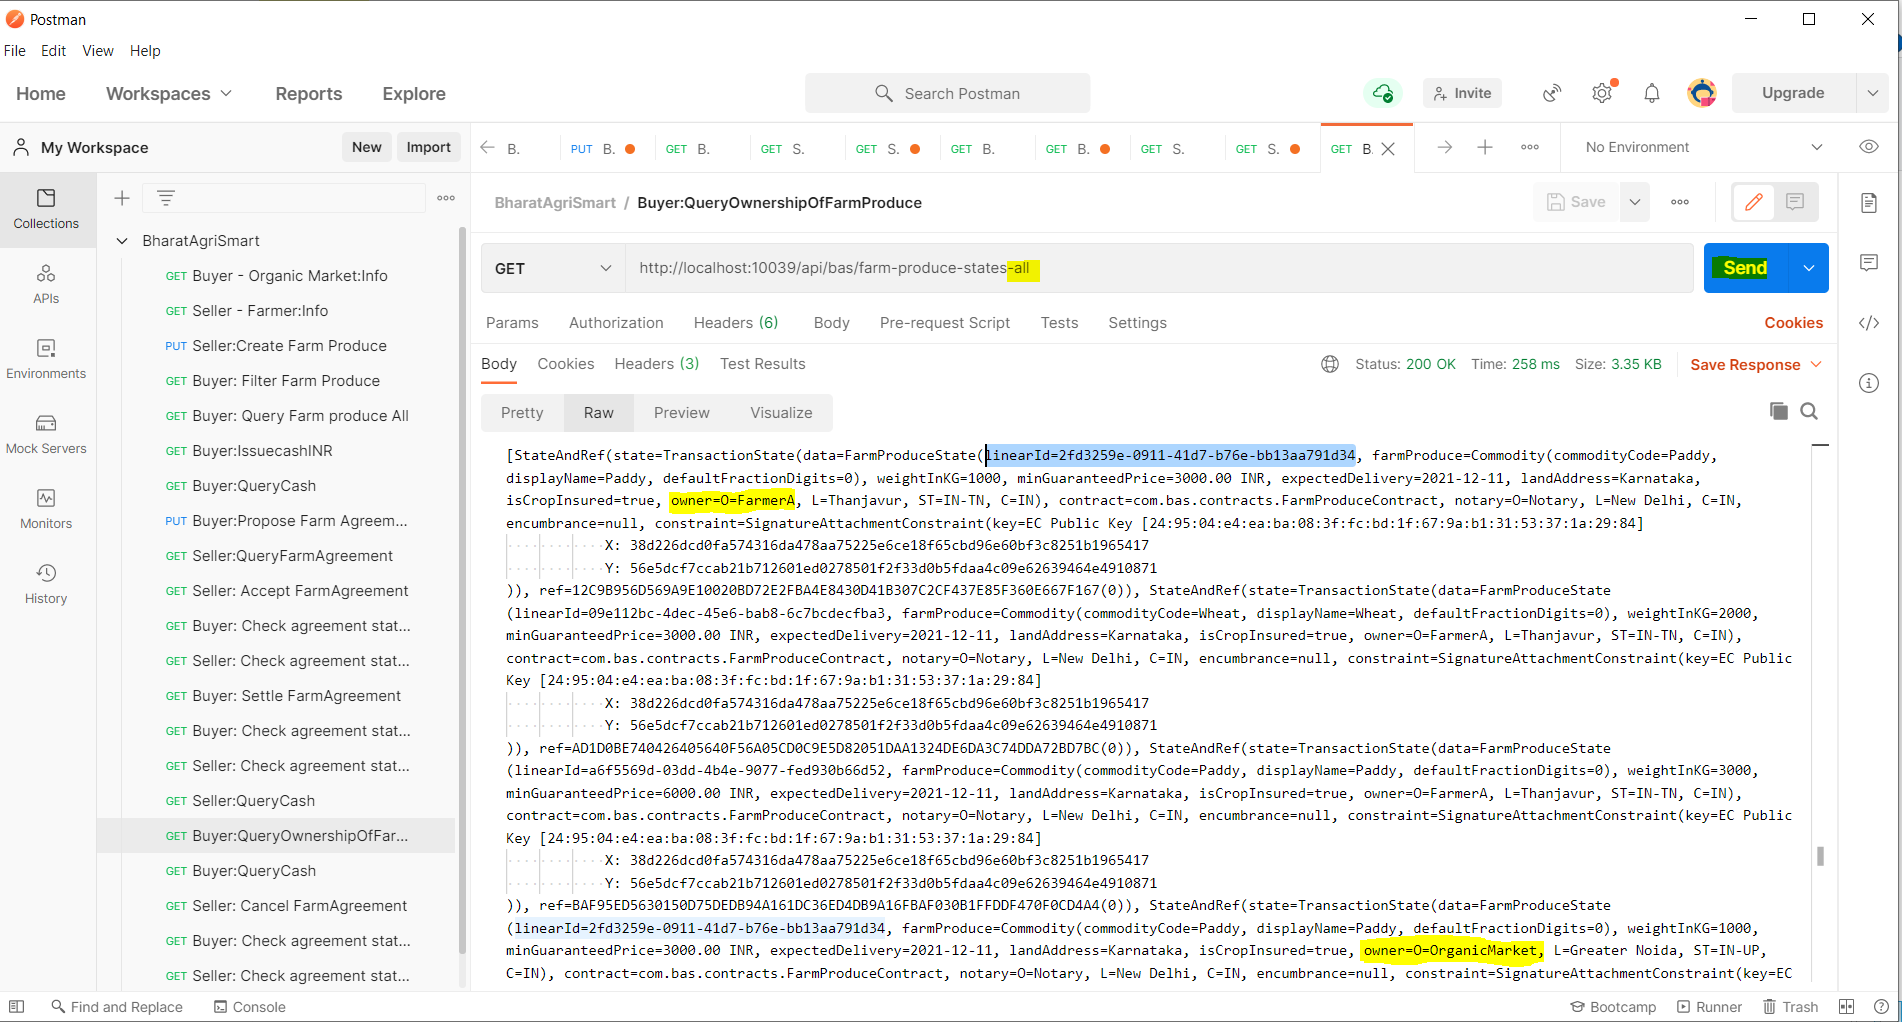 Postman
File Edit View Help
Home Workspaces Reports Explore
Search Postman
Invite
Upgrade
My Workspace
New Import
B.
PUT B.
GET B.
GET S.
GET S.
GET B.
GET B.
GET S.
GET S.
GET B.
No Environment
Collections
APIs
Environments
Mock Servers
Monitors
History
BharatAgriSmart
GET Buyer - Organic Market:Info
GET Seller - Farmer:Info
PUT Seller:Create Farm Produce
GET Buyer: Filter Farm Produce
GET Buyer: Query Farm produce All
GET Buyer:IssuecashINR
GET Buyer:QueryCash
PUT Buyer:Propose Farm Agreem...
GET Seller:QueryFarmAgreement
GET Seller: Accept FarmAgreement
GET Buyer: Check agreement stat...
GET Seller: Check agreement stat...
GET Buyer: Settle FarmAgreement
GET Buyer: Check agreement stat...
GET Seller: Check agreement stat...
GET Seller:QueryCash
GET Buyer:QueryOwnershipOfFar...
GET Buyer:QueryCash
GET Seller: Cancel FarmAgreement
GET Buyer: Check agreement stat...
GET Seller: Check agreement stat...
BharatAgriSmart / Buyer:QueryOwnershipOfFarmProduce
Save
GET
http://localhost:10039/api/bas/farm-produce-states-all
Send
Params Authorization Headers (6) Body Pre-request Script Tests Settings
Cookies
Body Cookies Headers (3) Test Results
Status: 200 OK Time: 258 ms Size: 3.35 KB
Save Response
Pretty Raw Preview Visualize
[StateAndRef(state=TransactionState(data=FarmProduceState(linearId=2fd3259e-0911-41d7-b76e-bb13aa791d34, farmProduce=Commodity(commodityCode=Paddy,
displayName=Paddy, defaultFractionDigits=0), weightInKG=1000, minGuaranteedPrice=3000.00 INR, expectedDelivery=2021-12-11, landAddress=Karnataka,
isCropInsured=true, owner=O=FarmerA, L=Thanjavur, ST=IN-TN, C=IN), contract=com.bas.contracts.FarmProduceContract, notary=O=Notary, L=New Delhi, C=IN,
encumbrance=null, constraint=SignatureAttachmentConstraint(key=EC Public Key [24:95:04:e4:ea:ba:08:3f:fc:bd:1f:67:9a:b1:31:53:37:1a:29:84]
X: 38d226dcd0fa574316da478aa75225e6ce18f65cbd96e60bf3c8251b1965417
Y: 56e5dcf7ccab21b712601ed0278501f2f33d0b5fdaa4c09e62639464e4910871
)), ref=12C9B956D569A9E10020BD72E2FBA4E8430D41B307C2CF437E85F360E667F167(0)), StateAndRef(state=TransactionState(data=FarmProduceState
(linearId=09e112bc-4dec-45e6-bab8-6c7bcdecfba3, farmProduce=Commodity(commodityCode=Wheat, displayName=Wheat, defaultFractionDigits=0), weightInKG=2000,
minGuaranteedPrice=3000.00 INR, expectedDelivery=2021-12-11, landAddress=Karnataka, isCropInsured=true, owner=O=FarmerA, L=Thanjavur, ST=IN-TN, C=IN),
contract=com.bas.contracts.FarmProduceContract, notary=O=Notary, L=New Delhi, C=IN, encumbrance=null, constraint=SignatureAttachmentConstraint(key=EC Public
Key [24:95:04:e4:ea:ba:08:3f:fc:bd:1f:67:9a:b1:31:53:37:1a:29:84]
X: 38d226dcd0fa574316da478aa75225e6ce18f65cbd96e60bf3c8251b1965417
Y: 56e5dcf7ccab21b712601ed0278501f2f33d0b5fdaa4c09e62639464e4910871
)), ref=AD1D0BE740426405640F56A05CD0C9E5D82051DAA1324DE6DA3C74DDA72BD7BC(0)), StateAndRef(state=TransactionState(data=FarmProduceState
(linearId=a6f5569d-03dd-4b4e-9077-fed930b66d52, farmProduce=Commodity(commodityCode=Paddy, displayName=Paddy, defaultFractionDigits=0), weightInKG=3000,
minGuaranteedPrice=6000.00 INR, expectedDelivery=2021-12-11, landAddress=Karnataka, isCropInsured=true, owner=O=FarmerA, L=Thanjavur, ST=IN-TN, C=IN),
contract=com.bas.contracts.FarmProduceContract, notary=O=Notary, L=New Delhi, C=IN, encumbrance=null, constraint=SignatureAttachmentConstraint(key=EC Public
Key [24:95:04:e4:ea:ba:08:3f:fc:bd:1f:67:9a:b1:31:53:37:1a:29:84]
X: 38d226dcd0fa574316da478aa75225e6ce18f65cbd96e60bf3c8251b1965417
Y: 56e5dcf7ccab21b712601ed0278501f2f33d0b5fdaa4c09e62639464e4910871
)), ref=BAF95ED5630150D75DEDB94A161DC36ED4DB9A16FBAF030B1FFDDF470F0CD4A4(0)), StateAndRef(state=TransactionState(data=FarmProduceState
(linearId=2fd3259e-0911-41d7-b76e-bb13aa791d34, farmProduce=Commodity(commodityCode=Paddy, displayName=Paddy, defaultFractionDigits=0), weightInKG=1000,
minGuaranteedPrice=3000.00 INR, expectedDelivery=2021-12-11, landAddress=Karnataka, isCropInsured=true, owner=O=OrganicMarket, L=Greater Noida, ST=IN-UP,
C=IN), contract=com.bas.contracts.FarmProduceContract, notary=O=Notary, L=New Delhi, C=IN, encumbrance=null, constraint=SignatureAttachmentConstraint(key=EC
Find and Replace Console
Bootcamp Runner Trash